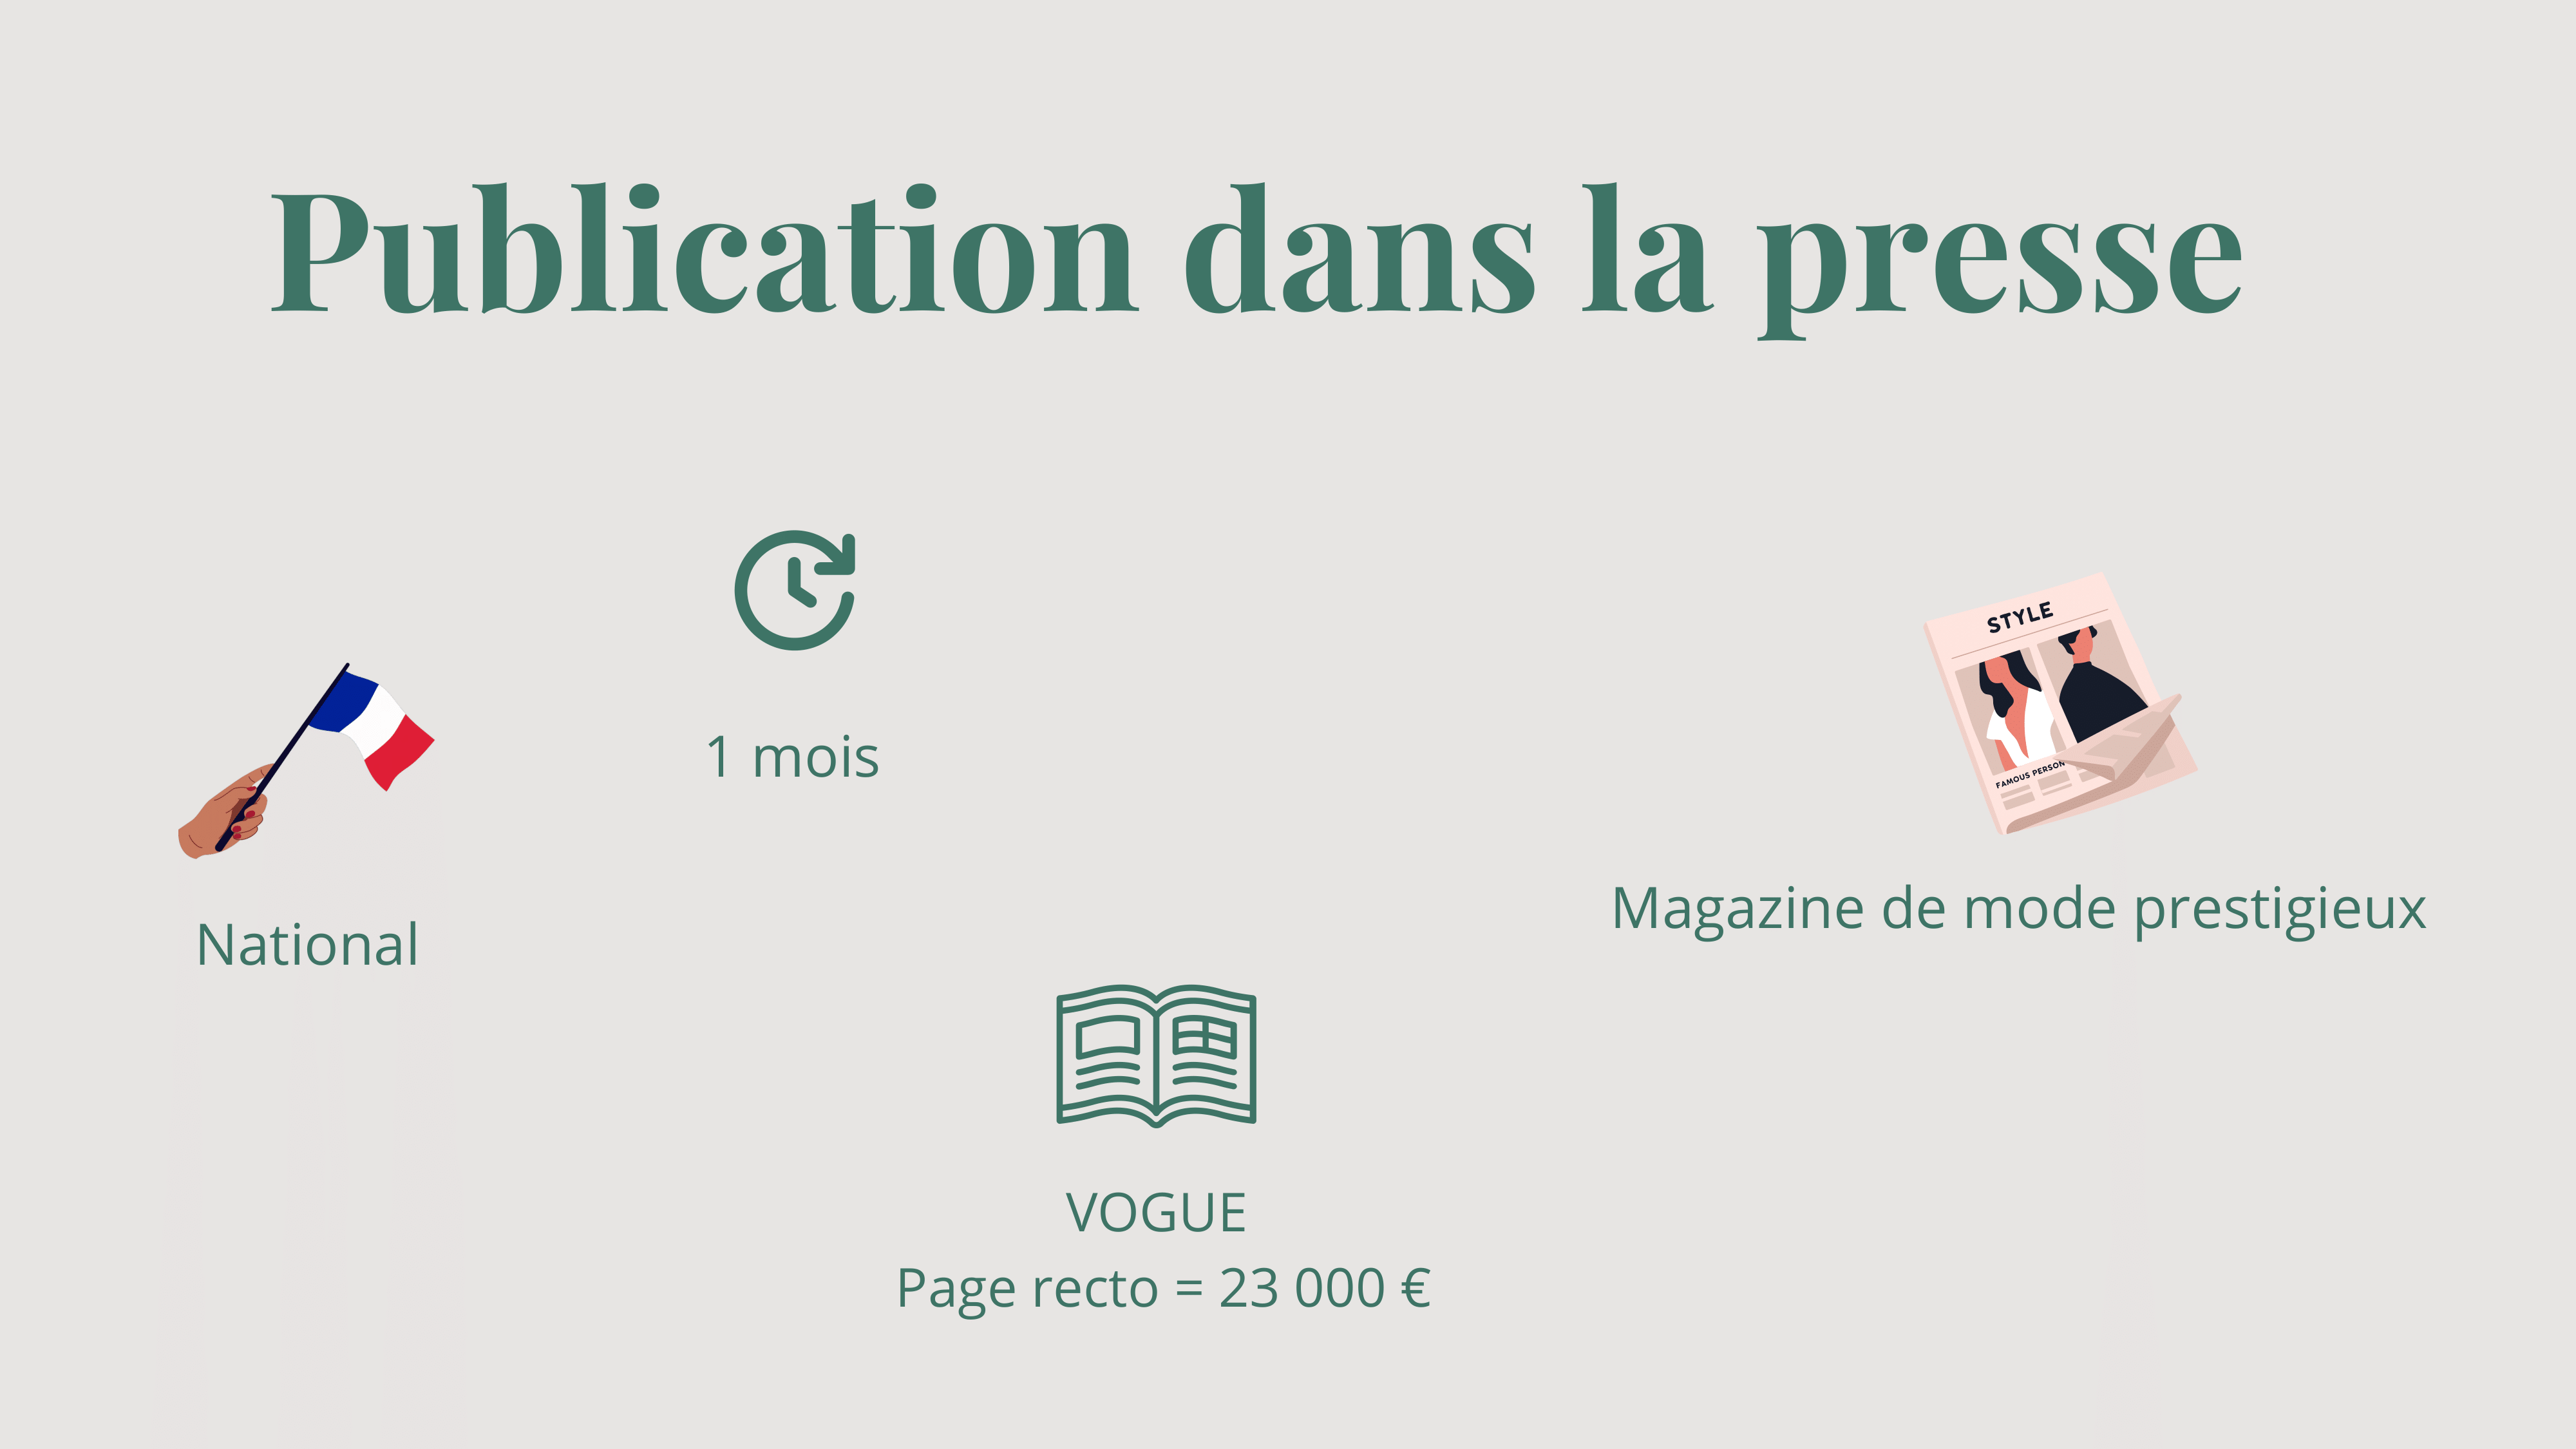 Publication dans la presse
1 mois
National
STYLE
FAMOUS PERSON
Magazine de mode prestigieux
VOGUE
Page recto = 23 000 €